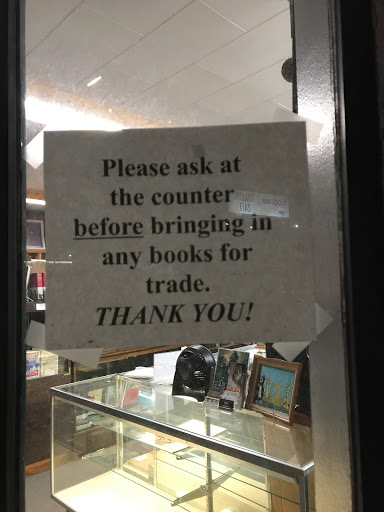 Please ask at
the counter
before bringing in
any books for
trade.
THANK YOU!